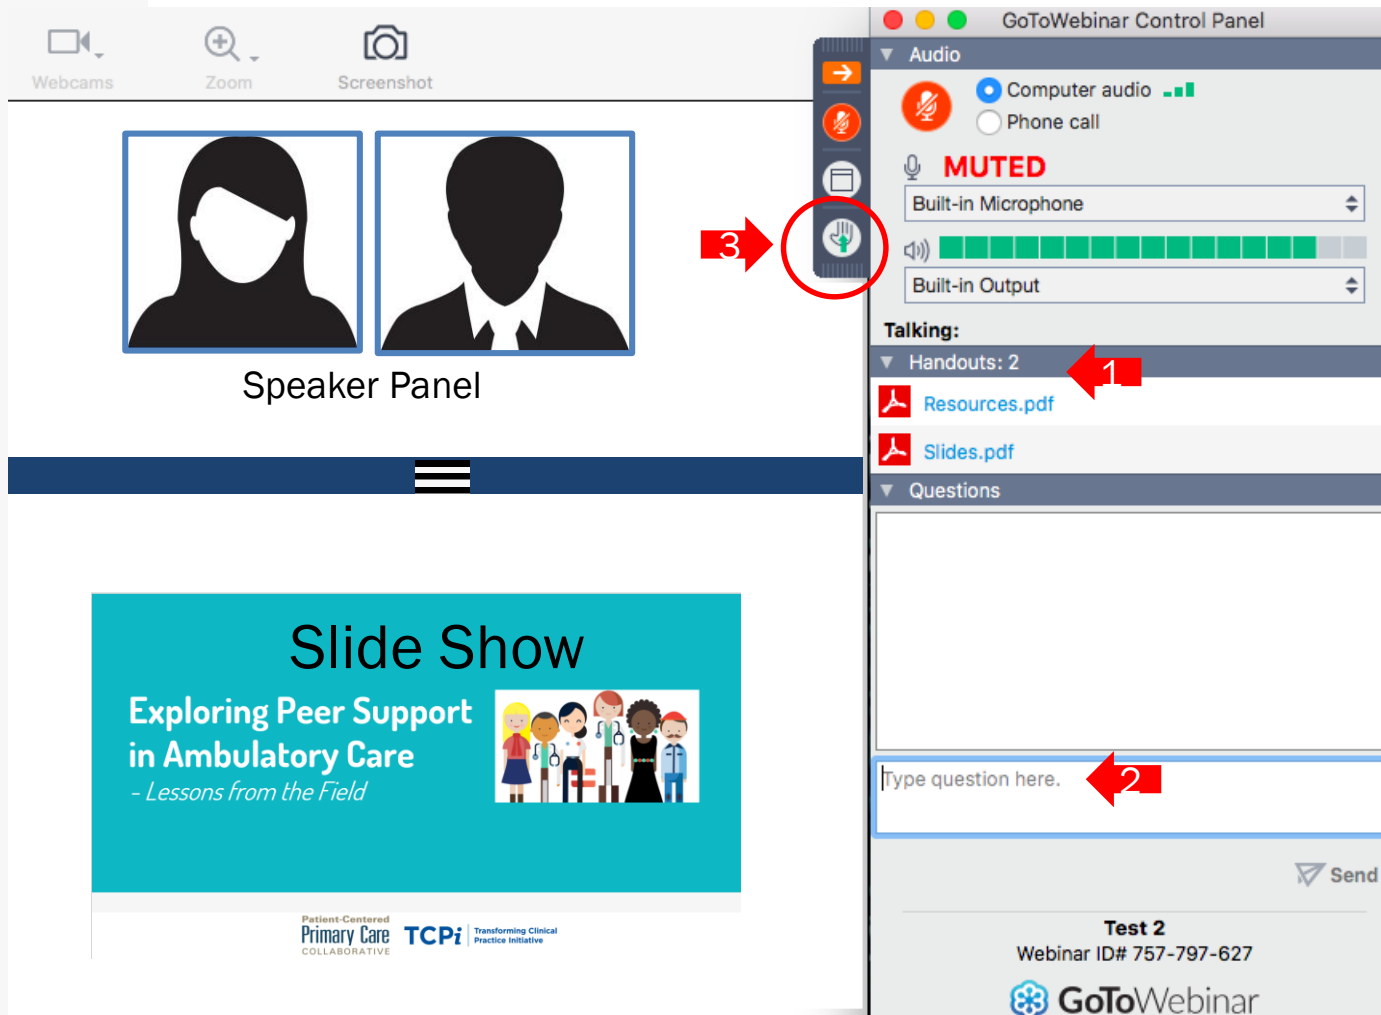 Webcams
Zoom
Screenshot
Speaker Panel
3
Slide Show
Exploring Peer Support
in Ambulatory Care
- Lessons from the Field
Patient-Centered
Primary Care
COLLABORATIVE
TCPi
Transforming Clinical
Practice Initiative
GoToWebinar Control Panel
Audio
Computer audio
Phone call
MUTED
Built-in Microphone
Built-in Output
Talking:
Handouts: 2
1
Resources.pdf
Slides.pdf
Questions
Type question here.
2
Send
Test 2
Webinar ID# 757-797-627
GoToWebinar